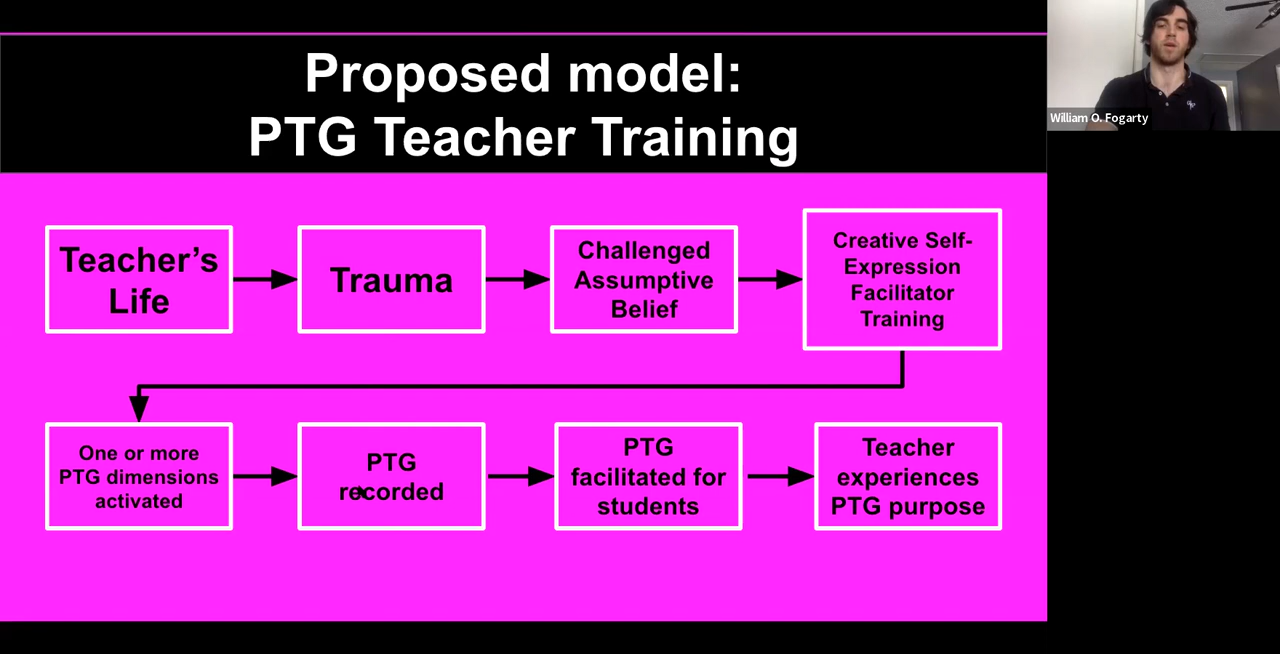 Proposed model:
PTG Teacher Training
William O. Fogarty
Teacher's
Life
Trauma
Challenged
Assumptive
Belief
Creative Self-
Expression
Facilitator
Training
One or more
PTG dimensions
activated
PTG
recorded
PTG
facilitated for
students
Teacher
experiences
PTG purpose